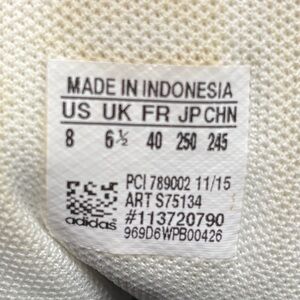 MADE IN INDONESIA
US UK FR JP CHN
8 6½ 40 250 245
PCI 789002 11/15
ART S75134
#113720790
adidas 969D6WPB00426